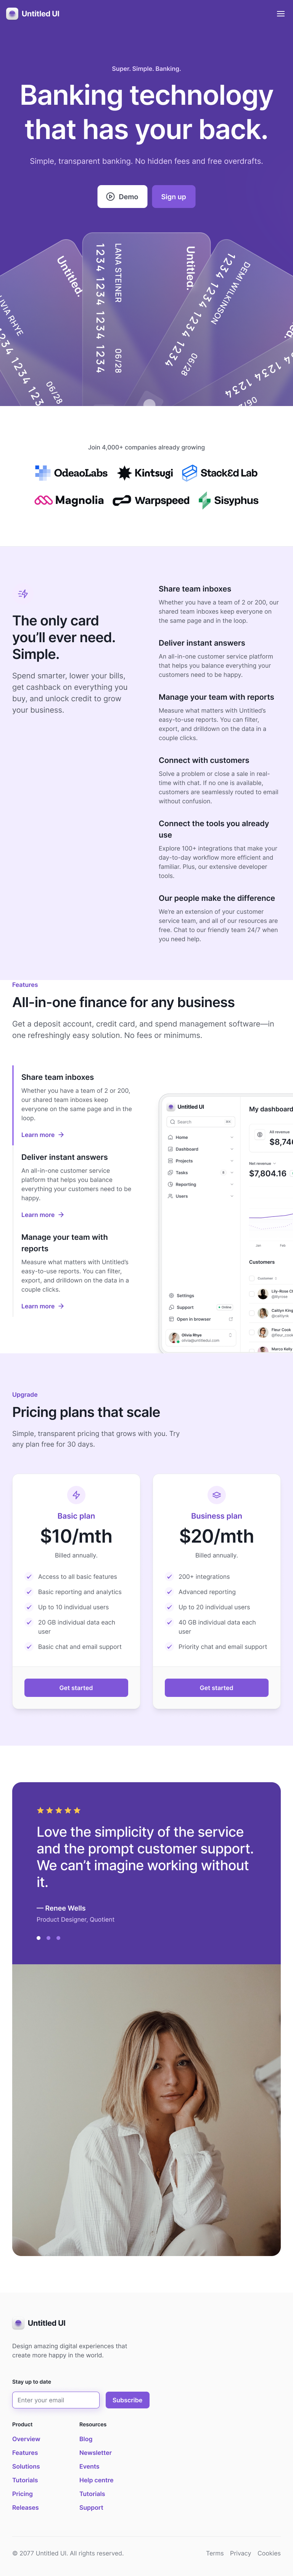 Untitled UI
Super. Simple. Banking.
Banking technology
that has your back.
Simple, transparent banking. No hidden fees and free overdrafts.
Demo
Sign up
Untitled.
OLIVIA RHYE
06/28
1234 1234 1234
LANA STEINER
06/28
1234 1234 1234 1234
Untitled.
DEMI WILKINSON
06/28
1234 1234 1234 1234
1234 1234 1234
Join 4,000+ companies already growing
OdeaoLabs
Kintsugi
StackEd Lab
Magnolia
Warpspeed
Sisyphus
The only card
you’ll ever need.
Simple.
Spend smarter, lower your bills,
get cashback on everything you
buy, and unlock credit to grow
your business.
Share team inboxes
Whether you have a team of 2 or 200, our
shared team inboxes keep everyone on
the same page and in the loop.
Deliver instant answers
An all-in-one customer service platform
that helps you balance everything your
customers need to be happy.
Manage your team with reports
Measure what matters with Untitled’s
easy-to-use reports. You can filter,
export, and drilldown on the data in a
couple clicks.
Connect with customers
Solve a problem or close a sale in real-
time with chat. If no one is available,
customers are seamlessly routed to email
without confusion.
Connect the tools you already
use
Explore 100+ integrations that make your
day-to-day workflow more efficient and
familiar. Plus, our extensive developer
tools.
Our people make the difference
We’re an extension of your customer
service team, and all of our resources are
free. Chat to our friendly team 24/7 when
you need help.
Features
All-in-one finance for any business
Get a deposit account, credit card, and spend management software—in
one refreshingly easy solution. No fees or minimums.
Share team inboxes
Whether you have a team of 2 or 200,
our shared team inboxes keep
everyone on the same page and in the
loop.
Learn more
Deliver instant answers
An all-in-one customer service
platform that helps you balance
everything your customers need to be
happy.
Learn more
Manage your team with
reports
Measure what matters with Untitled’s
easy-to-use reports. You can filter,
export, and drilldown on the data in a
couple clicks.
Learn more
Untitled UI
Search
Home
Dashboard
Projects
Tasks
Reporting
Users
Settings
Support
Online
Open in browser
Olivia Rhye
olivia@untitledui.com
My dashboard
All revenue
$8,746
Net revenue
$7,804.16
Jan
Feb
Customers
Customer
Lily-Rose Ch
@lilyrose
Caitlyn King
@caitlynk
Fleur Cook
@fleur_cook
Marco Kelly
Upgrade
Pricing plans that scale
Simple, transparent pricing that grows with you. Try
any plan free for 30 days.
Basic plan
$10/mth
Billed annually.
Access to all basic features
Basic reporting and analytics
Up to 10 individual users
20 GB individual data each
user
Basic chat and email support
Get started
Business plan
$20/mth
Billed annually.
200+ integrations
Advanced reporting
Up to 20 individual users
40 GB individual data each
user
Priority chat and email support
Get started
Love the simplicity of the service
and the prompt customer support.
We can’t imagine working without
it.
— Renee Wells
Product Designer, Quotient
Untitled UI
Design amazing digital experiences that
create more happy in the world.
Stay up to date
Enter your email
Subscribe
Product
Overview
Features
Solutions
Tutorials
Pricing
Releases
Resources
Blog
Newsletter
Events
Help centre
Tutorials
Support
© 2077 Untitled UI. All rights reserved.
Terms
Privacy
Cookies